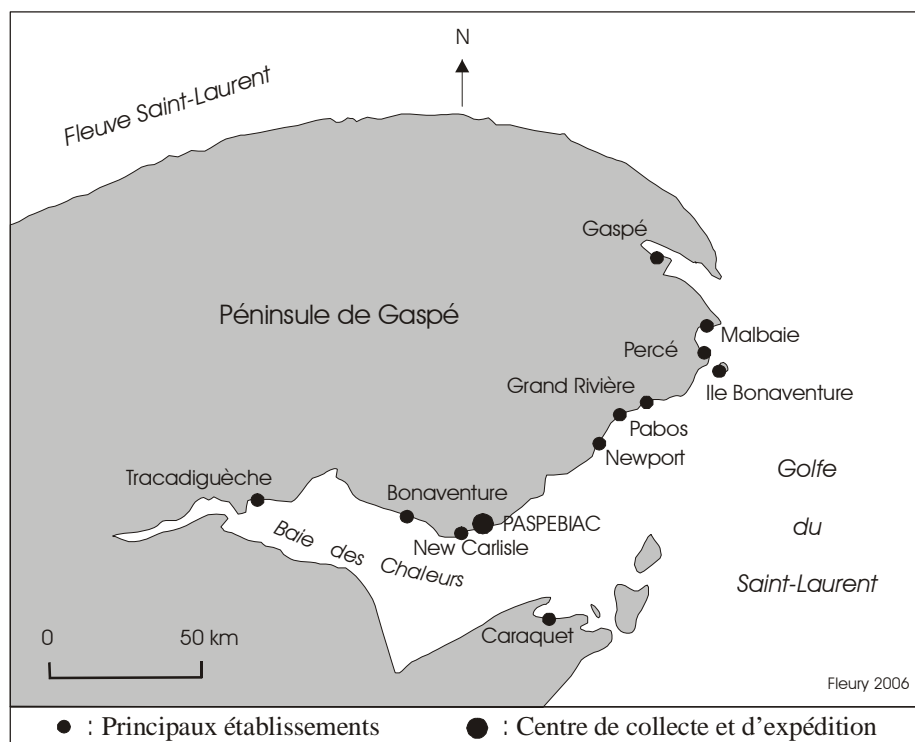 N
Fleuve Saint-Laurent
Gaspé
Péninsule de Gaspé
Malbaie
Percé
Ile Bonaventure
Grand Rivière
Pabos
Newport
Golfe
du
Saint-Laurent
Tracadiguèche
Bonaventure
PASPEBIAC
New Carlisle
Baie des Chaleurs
Caraquet
0 50 km
Fleury 2006
: Principaux établissements : Centre de collecte et d'expédition